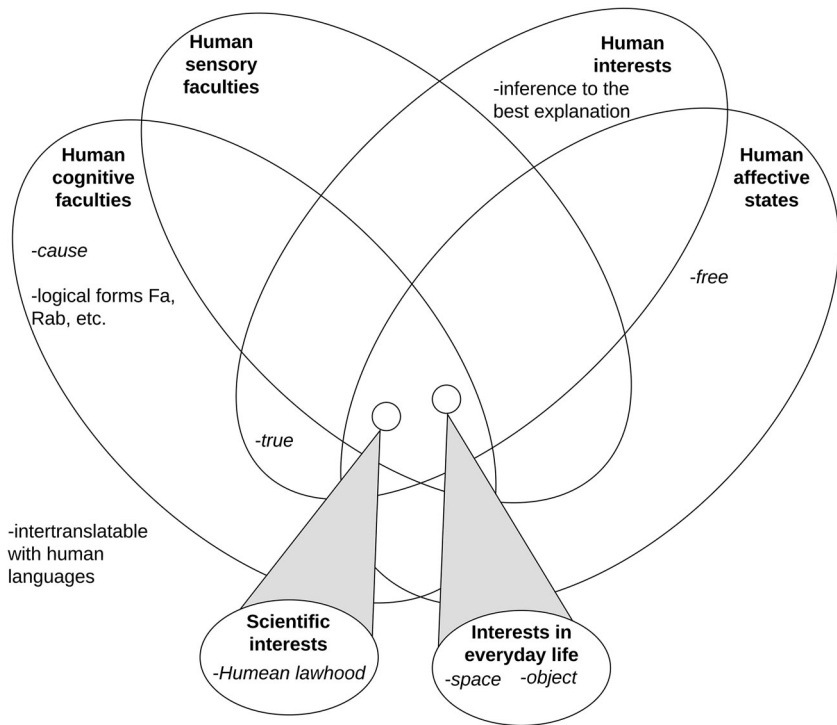 Human
sensory
faculties
Human
interests
-inference to the
best explanation
Human
cognitive
faculties
-cause
-logical forms Fa,
Rab, etc.
Human
affective
states
-free
-true
-intertranslatable
with human
languages
Scientific
interests
-Humean lawhood
Interests in
everyday life
-space -object